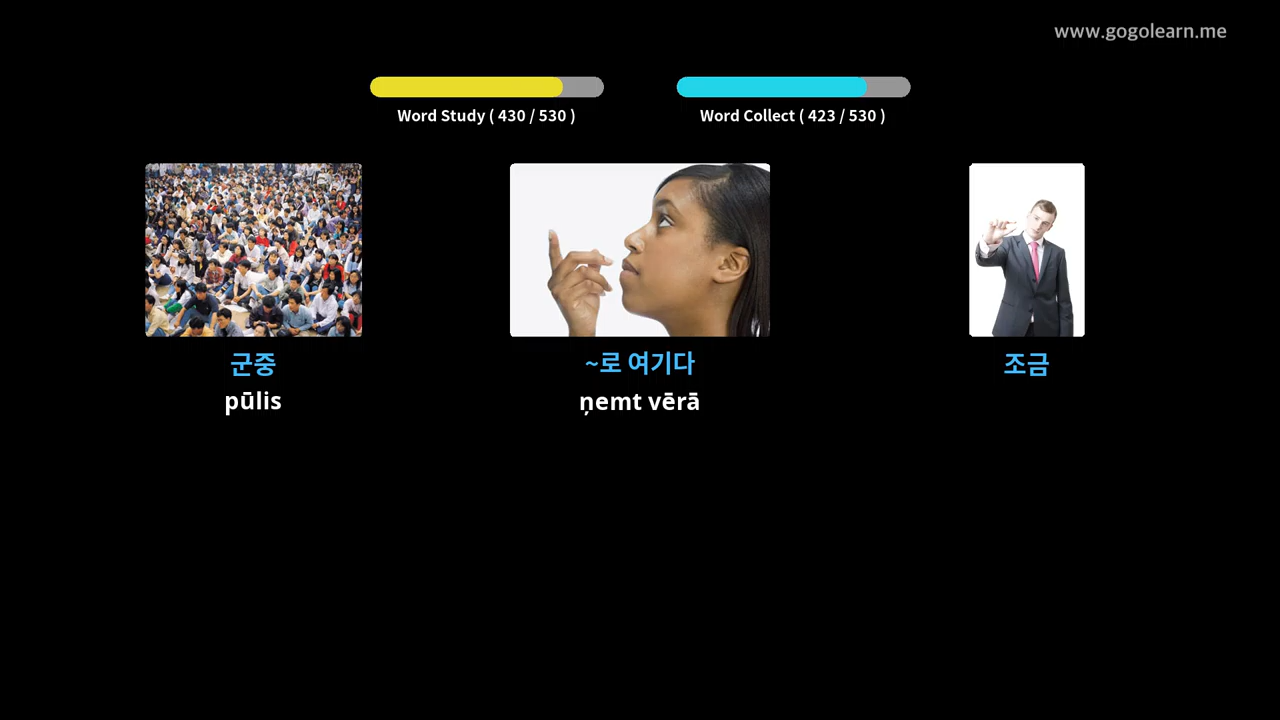 www.gogolearn.me
Word Study ( 430 / 530 )
Word Collect ( 423 / 530 )
군중
pūlis
~로 여기다
ņemt vērā
조금